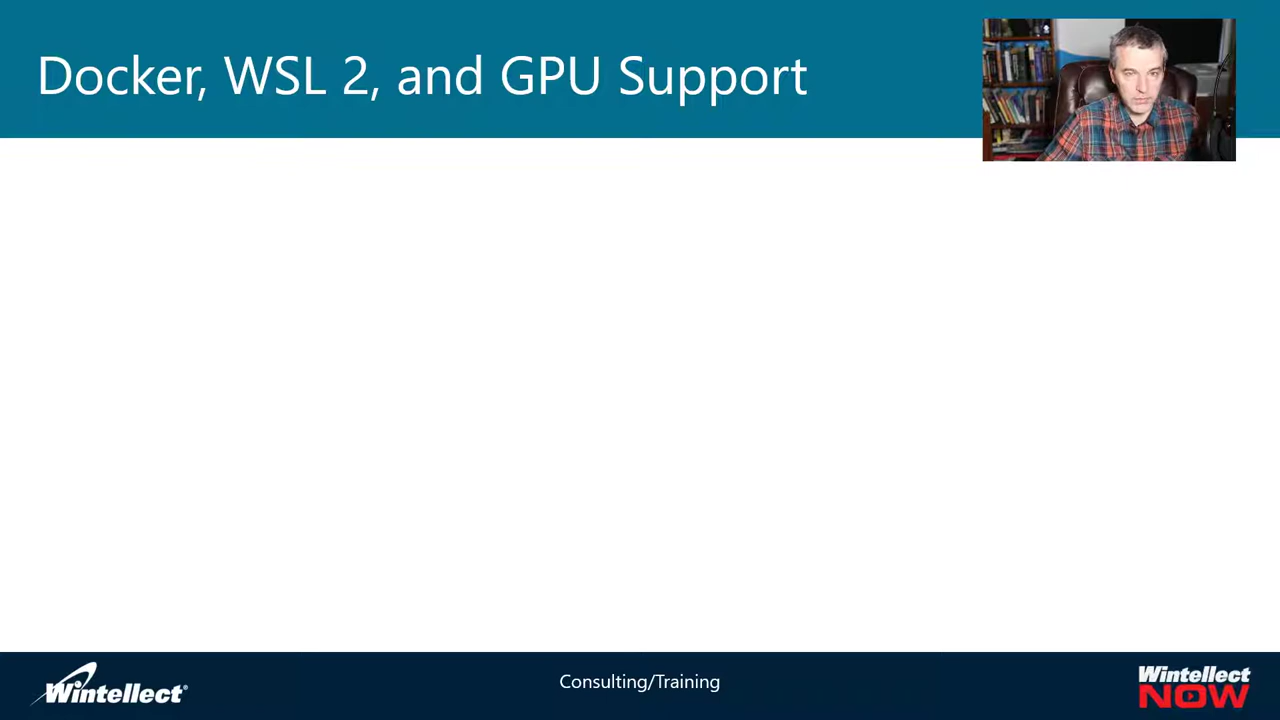 Docker, WSL 2, and GPU Support
Wintellect®
Consulting/Training
Wintellect
NOW